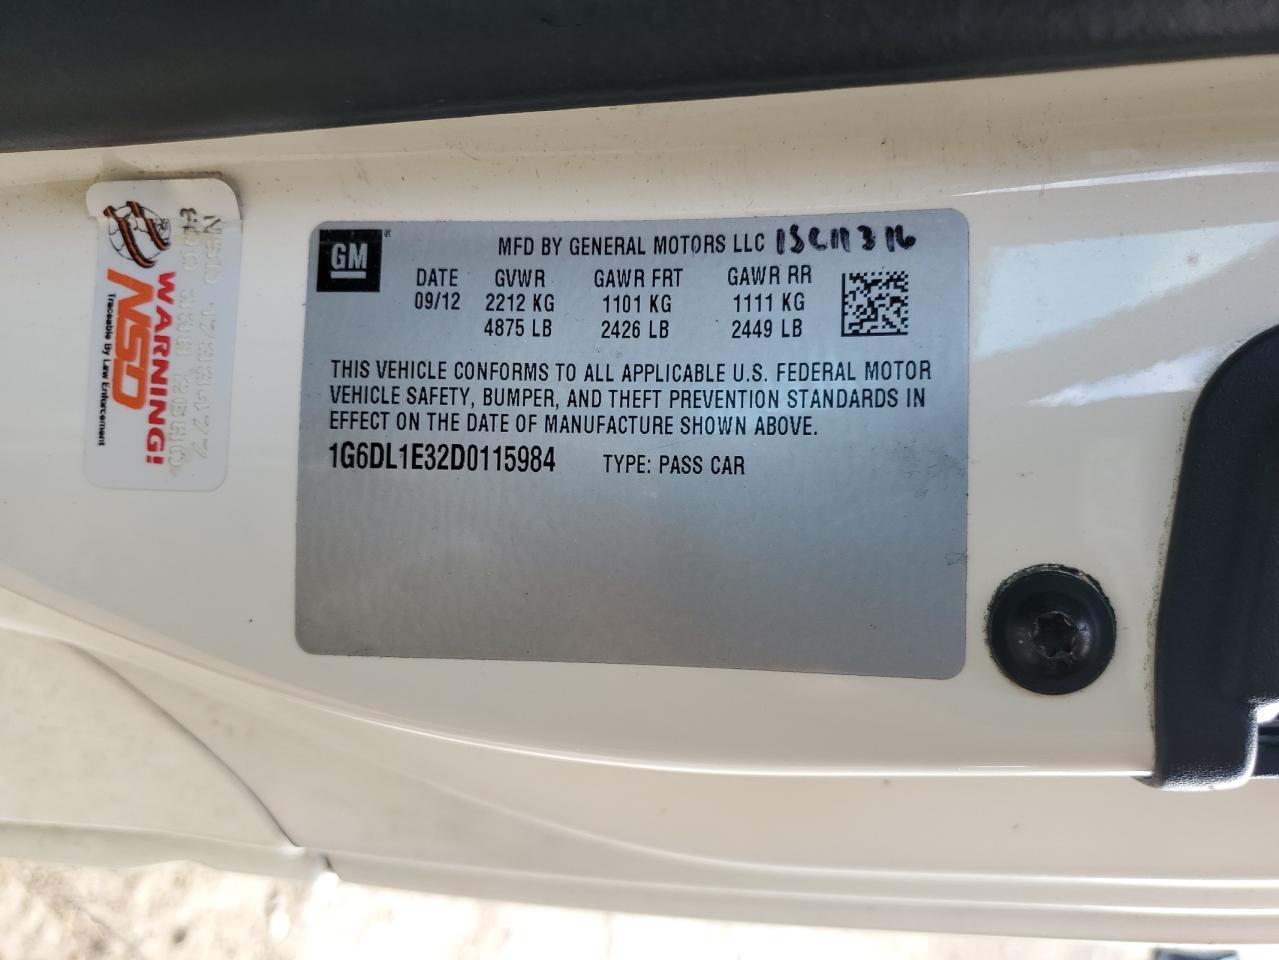 GM
MFD BY GENERAL MOTORS LLC
DATE GVWR GAWR FRT GAWR RR
09/12 2212 KG 1101 KG 1111 KG
4875 LB 2426 LB 2449 LB
THIS VEHICLE CONFORMS TO ALL APPLICABLE U.S. FEDERAL MOTOR
VEHICLE SAFETY, BUMPER, AND THEFT PREVENTION STANDARDS IN
EFFECT ON THE DATE OF MANUFACTURE SHOWN ABOVE.
1G6DL1E32D0115984 TYPE: PASS CAR
WARNING!
NSD
Traceable By Law Enforcement